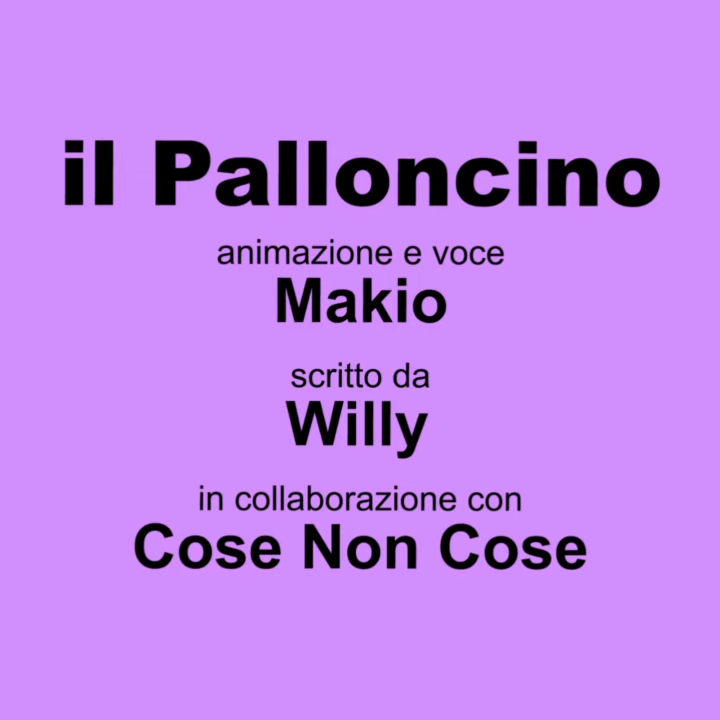 il Palloncino
animazione e voce
Makio
scritto da
Willy
in collaborazione con
Cose Non Cose